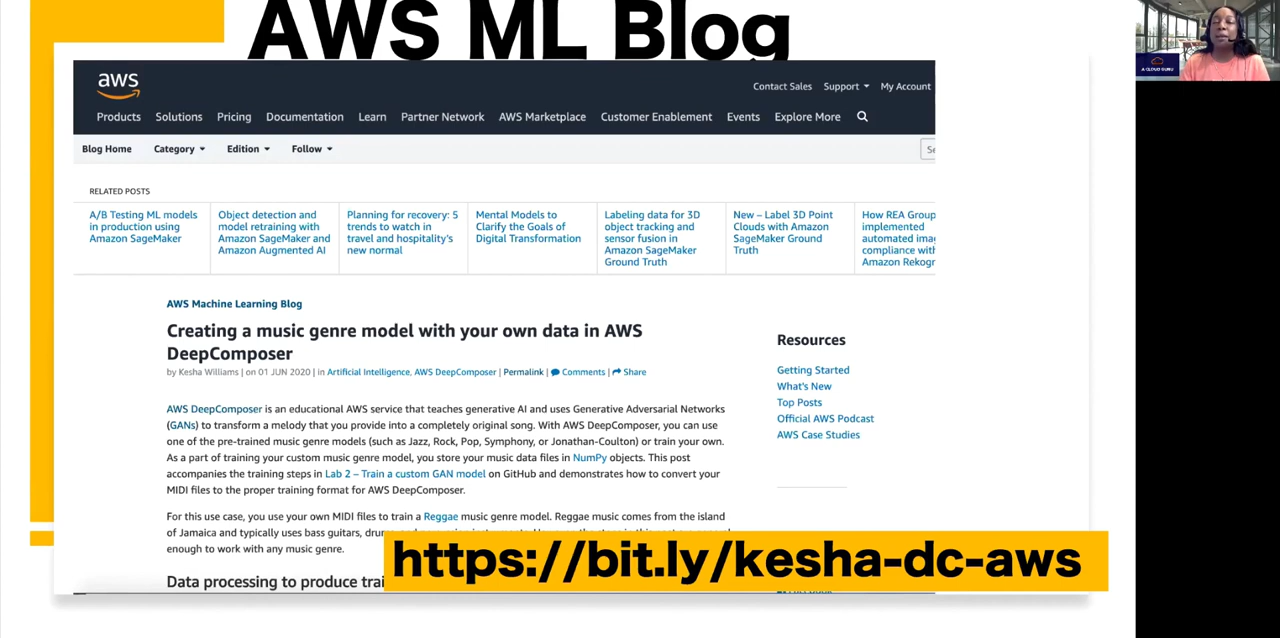 AWS ML Blog
A CLOUD GURU
aws
Contact Sales Support My Account
Products Solutions Pricing Documentation Learn Partner Network AWS Marketplace Customer Enablement Events Explore More
Blog Home Category Edition Follow
RELATED POSTS
A/B Testing ML models
in production using
Amazon SageMaker
Object detection and
model retraining with
Amazon SageMaker and
Amazon Augmented AI
Planning for recovery: 5
trends to watch in
travel and hospitality's
new normal
Mental Models to
Clarify the Goals of
Digital Transformation
Labeling data for 3D
object tracking and
sensor fusion in
Amazon SageMaker
Ground Truth
New – Label 3D Point
Clouds with Amazon
SageMaker Ground
Truth
How REA Group
implemented
automated
compliance with
Amazon
AWS Machine Learning Blog
Creating a music genre model with your own data in AWS
DeepComposer
by Kesha Williams | on 01 JUN 2020 | in Artificial Intelligence, AWS DeepComposer | Permalink | Comments | Share
AWS DeepComposer is an educational AWS service that teaches generative AI and uses Generative Adversarial Networks
(GANs) to transform a melody that you provide into a completely original song. With AWS DeepComposer, you can use
one of the pre-trained music genre models (such as Jazz, Rock, Pop, Symphony, or Jonathan-Coulton) or train your own.
As a part of training your custom music genre model, you store your music data files in NumPy objects. This post
accompanies the training steps in Lab 2 – Train a custom GAN model on GitHub and demonstrates how to convert your
MIDI files to the proper training format for AWS DeepComposer.
For this use case, you use your own MIDI files to train a Reggae music genre model. Reggae music comes from the island
of Jamaica and typically uses bass guitars,
enough to work with any music genre.
Data processing to produce
Resources
Getting Started
What's New
Top Posts
Official AWS Podcast
AWS Case Studies
https://bit.ly/kesha-dc-aws